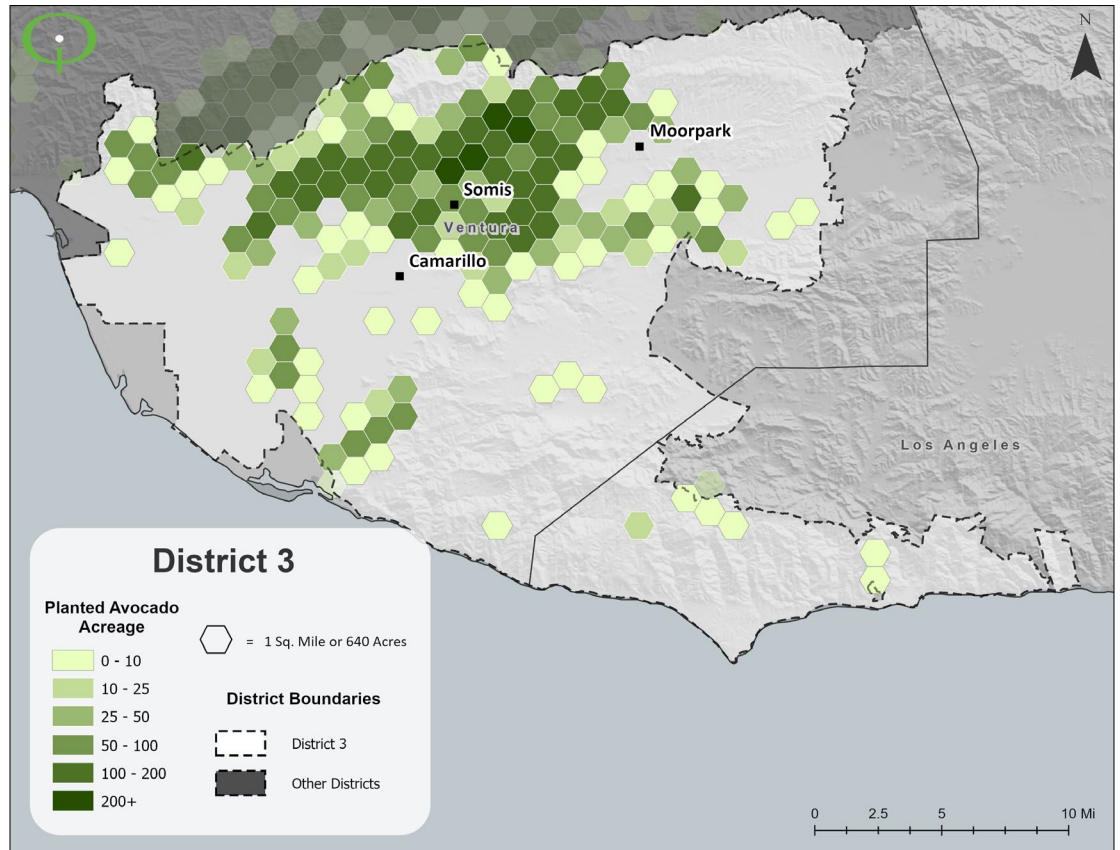 N
Moorpark
Somis
Ventura
Camarillo
Los Angeles
District 3
Planted Avocado
Acreage
0 - 10
10 - 25
25 - 50
50 - 100
100 - 200
200+
= 1 Sq. Mile or 640 Acres
District Boundaries
District 3
Other Districts
0 2.5 5 10 Mi